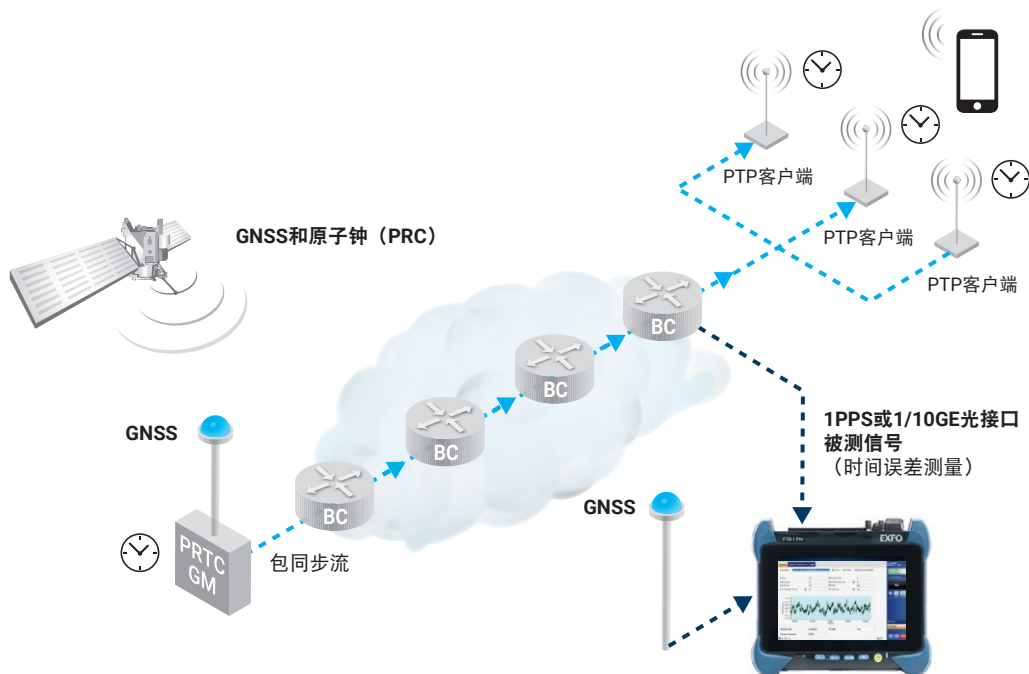 PTP客户端
PTP客户端
PTP客户端
GNSS和原子钟（PRC）
BC
BC
BC
BC
GNSS
PRTC
GM
包同步流
1PPS或1/10GE光接口
被测信号
（时间误差测量）
GNSS
FTB-1 Pro
EXFO